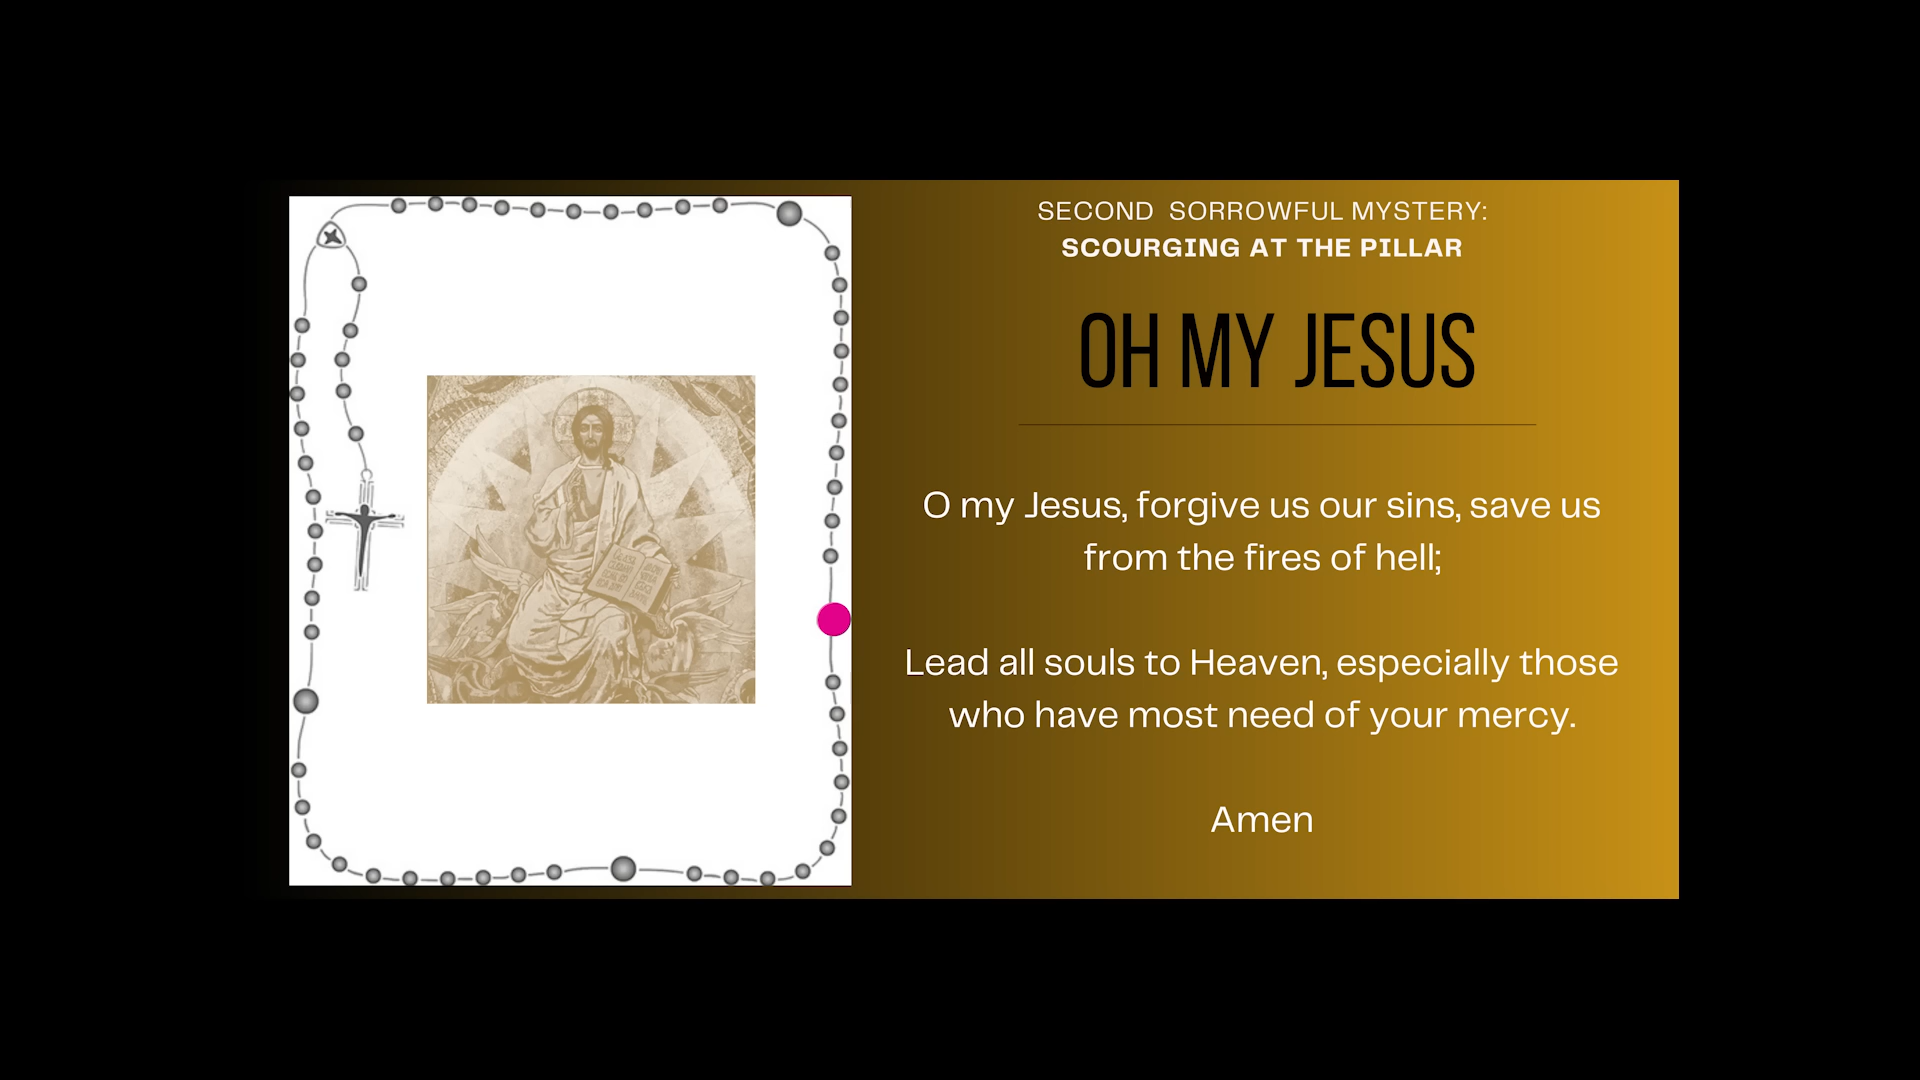 SECOND SORROWFUL MYSTERY:
SCOURGING AT THE PILLAR
OH MY JESUS
O my Jesus, forgive us our sins, save us
from the fires of hell;
Lead all souls to Heaven, especially those
who have most need of your mercy.
Amen